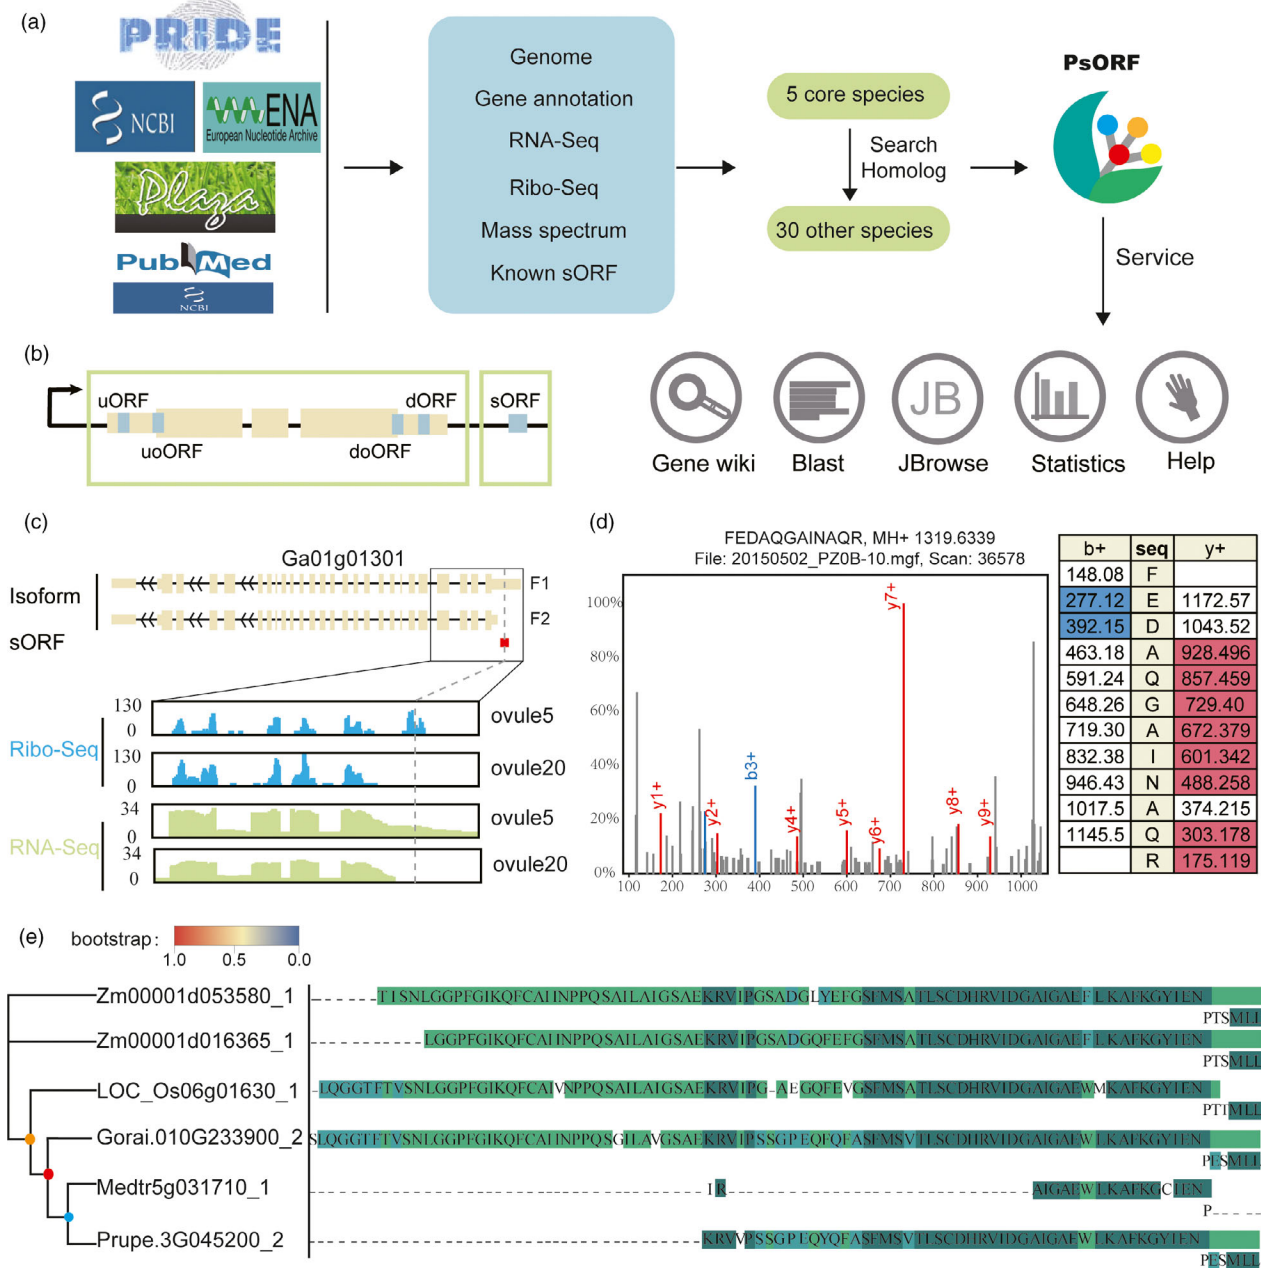 (a)
PRIDE
NCBI
ENA
European Nucleotide Archive
Plaza
PubMed
NCBI
Genome
Gene annotation
RNA-Seq
Ribo-Seq
Mass spectrum
Known sORF
5 core species
Search
Homolog
30 other species
PsORF
Service
Gene wiki
Blast
JB
JBrowse
Statistics
Help
(b)
uORF
dORF
sORF
uoORF
doORF
(c)
Ga01g01301
Isoform
F1
F2
sORF
Ribo-Seq
130
0
ovule5
130
0
ovule20
RNA-Seq
34
0
ovule5
34
0
ovule20
(d)
FEDAQGAINAQR, MH+ 1319.6339
File: 20150502_PZ0B-10.mgf, Scan: 36578
100%
80%
60%
40%
20%
0%
y1+
y2+
b3+
y4+
y5+
y6+
y7+
y8+
y9+
100 200 300 400 500 600 700 800 900 1000
b+ seq y+
148.08 F
277.12 E 1172.57
392.15 D 1043.52
463.18 A 928.496
591.24 Q 857.459
648.26 G 729.40
719.30 A 672.379
832.38 I 601.342
946.43 N 488.258
1017.5 A 374.215
1145.5 Q 303.178
R 175.119
(e)
bootstrap:
1.0 0.5 0.0
Zm00001d053580_1
Zm00001d016365_1
LOC_Os06g01630_1
Gorai.010G233900_2
Medtr5g031710_1
Prupe.3G045200_2